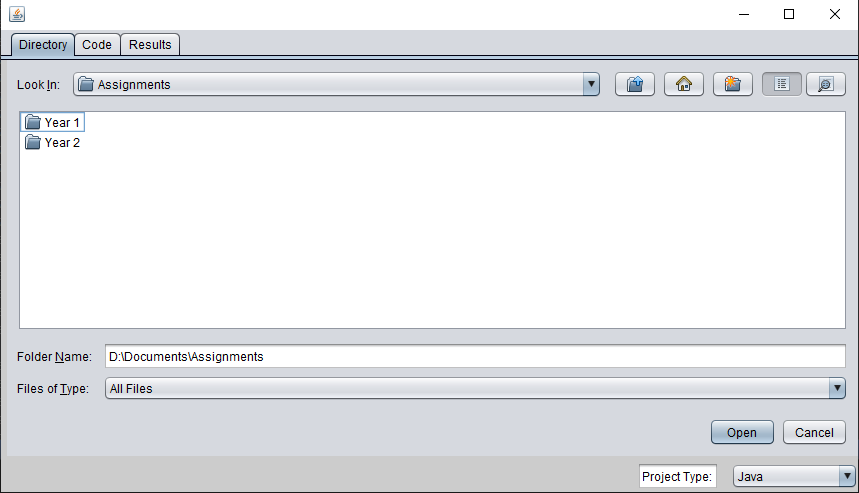 Directory Code Results
Look In: Assignments
Year 1
Year 2
Folder Name: D:\Documents\Assignments
Files of Type: All Files
Open Cancel
Project Type: Java